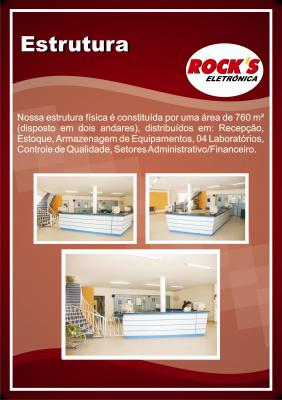 Estrutura
ROCK'S
ELETRÔNICA
Nossa estrutura física é constituída por uma área de 760 m²
(disposto em dois andares), distribuídos em: Recepção,
Estoque, Armazenagem de Equipamentos, 04 Laboratórios,
Controle de Qualidade, Setores Administrativo/Financeiro.